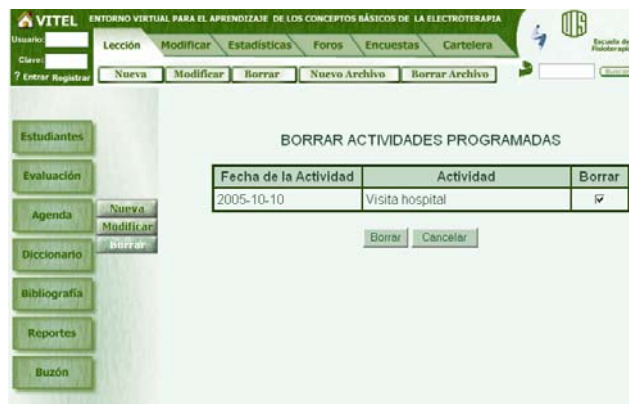 VITEL ENTORNO VIRTUAL PARA EL APRENDIZAJE DE LOS CONCEPTOS BÁSICOS DE LA ELECTROTERAPIA
Usuario:
Clave:
? Entrar Registrar
Lección Modificar Estadísticas Foros Encuestas Cartelera
Escuela de
Fisioterapia
Nueva Modificar Borrar Nuevo Archivo Borrar Archivo
Estudiantes
Evaluación
Agenda
Diccionario
Bibliografía
Reportes
Buzón
Nueva
Modificar
Borrar
BORRAR ACTIVIDADES PROGRAMADAS
Fecha de la Actividad Actividad Borrar
2005-10-10 Visita hospital
Borrar Cancelar